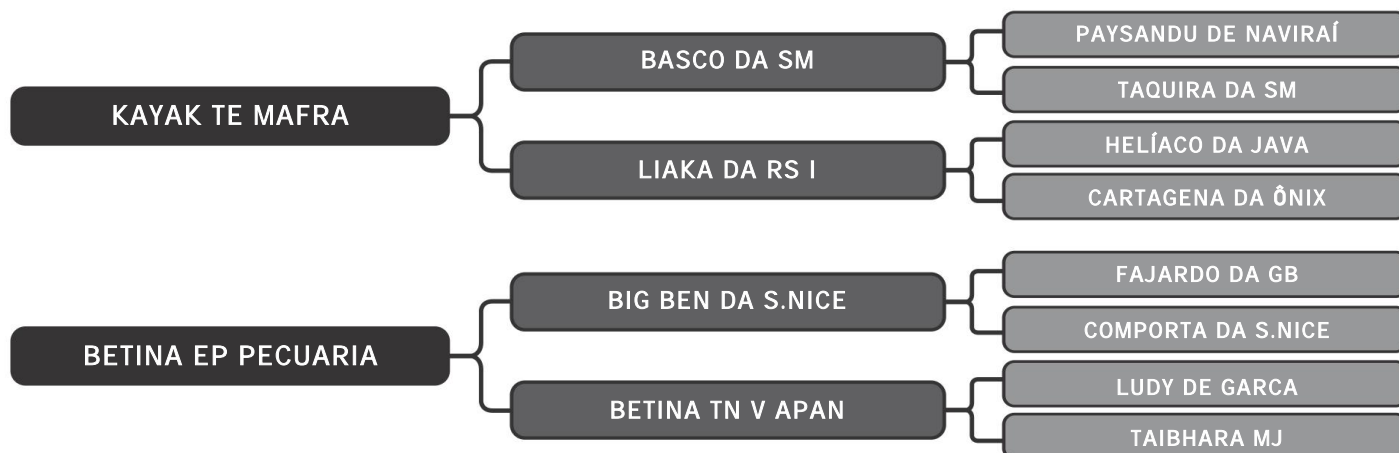 KAYAK TE MAFRA
BASCO DA SM
PAYSANDU DE NAVIRAÍ
TAQUIRA DA SM
LIAKA DA RS I
HELÍACO DA JAVA
CARTAGENA DA ÔNIX
BETINA EP PECUARIA
BIG BEN DA S.NICE
FAJARDO DA GB
COMPORTA DA S.NICE
BETINA TN V APAN
LUDY DE GARCA
TAIBHARA MJ